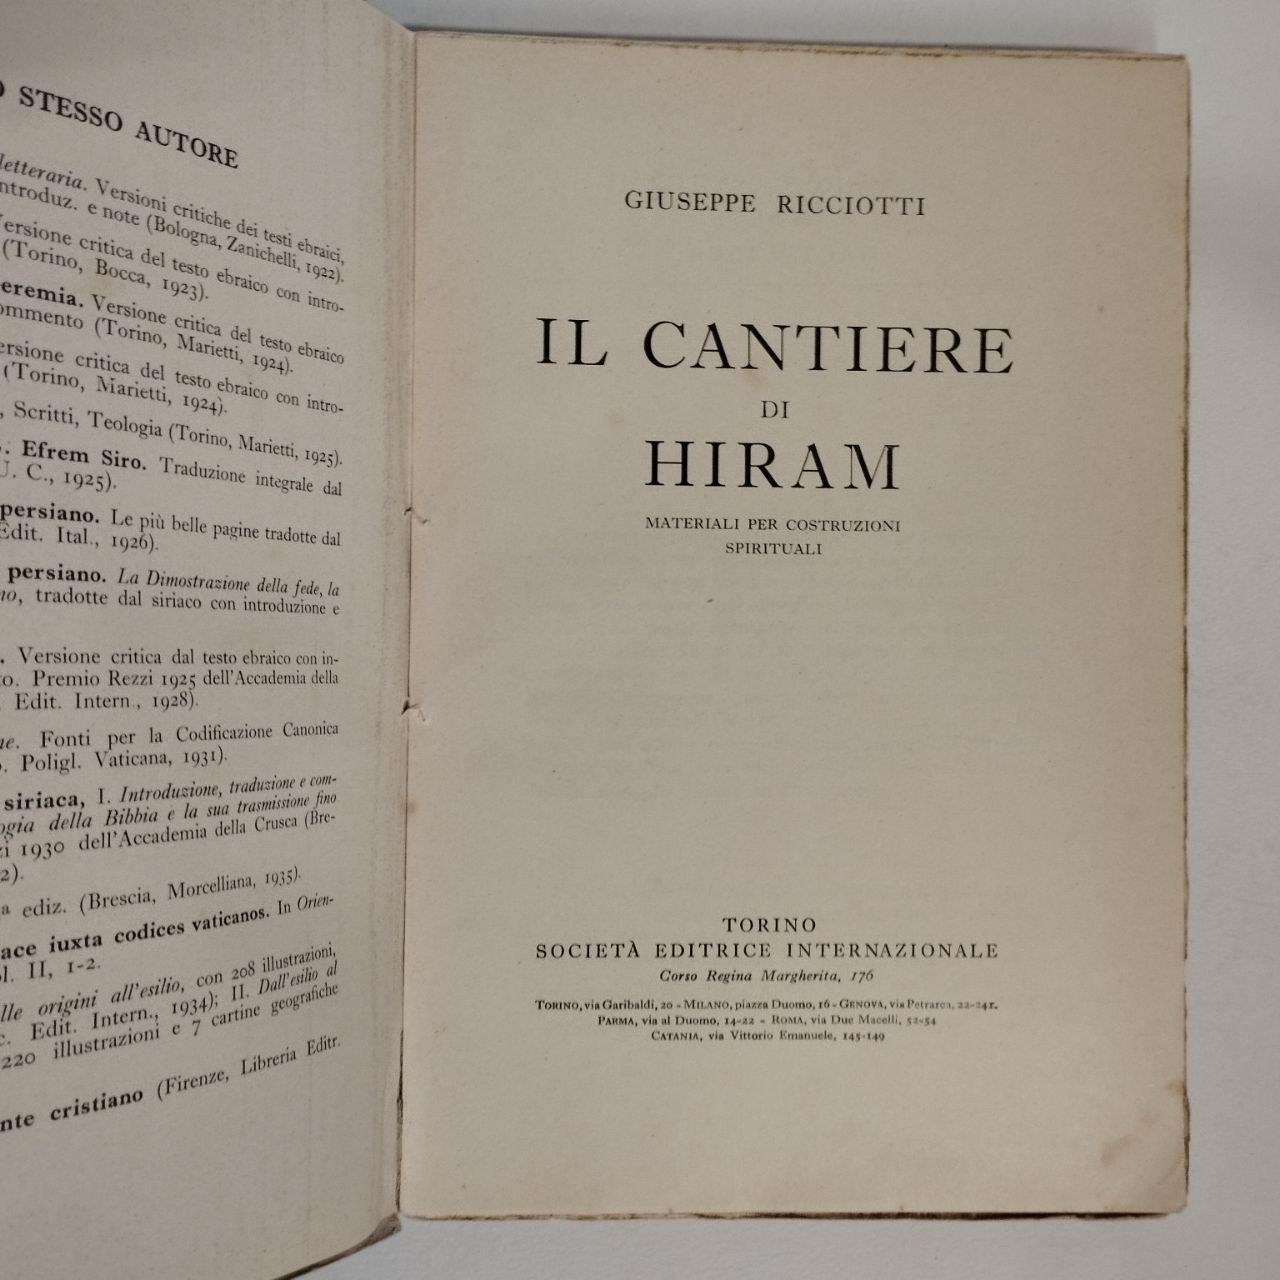 STESSO AUTORE
letteraria. Versioni critiche dei testi ebraici,
introduz. e note (Bologna, Zanichelli, 1922).
Versione critica del testo ebraico con intro-
(Torino, Bocca, 1923).
eremia. Versione critica del testo ebraico
ommento (Torino, Marietti, 1924).
ersione critica del testo ebraico con intro-
(Torino, Marietti, 1924).
, Scritti, Teologia (Torino, Marietti, 1925).
. Efrem Siro. Traduzione integrale dal
U. C., 1925).
persiano. Le più belle pagine tradotte dal
Edit. Ital., 1926).
persiano. La Dimostrazione della fede, la
no, tradotte dal siriaco con introduzione e
. Versione critica dal testo ebraico con in-
to. Premio Rezzi 1925 dell'Accademia della
. Edit. Intern., 1928).
ne. Fonti per la Codificazione Canonica
. Poligl. Vaticana, 1931).
siriaca, I. Introduzione, traduzione e com-
ogia della Bibbia e la sua trasmissione fino
zi 1930 dell'Accademia della Crusca (Bre-
2).
a ediz. (Brescia, Morcelliana, 1935).
ace iuxta codices vaticanos. In Orien-
l. II, 1-2.
lle origini all'esilio, con 208 illustrazioni,
c. Edit. Intern., 1934); II. Dall'esilio al
220 illustrazioni e 7 cartine geografiche
nte cristiano (Firenze, Libreria Editr.
GIUSEPPE RICCIOTTI
IL CANTIERE
DI
HIRAM
MATERIALI PER COSTRUZIONI
SPIRITUALI
TORINO
SOCIETÀ EDITRICE INTERNAZIONALE
Corso Regina Margherita, 176
TORINO, via Garibaldi, 20 - MILANO, piazza Duomo, 16 - GENOVA, via Petrarca, 22-24r.
PARMA, via al Duomo, 14-22 - ROMA, via Due Macelli, 52-54
CATANIA, via Vittorio Emanuele, 145-149